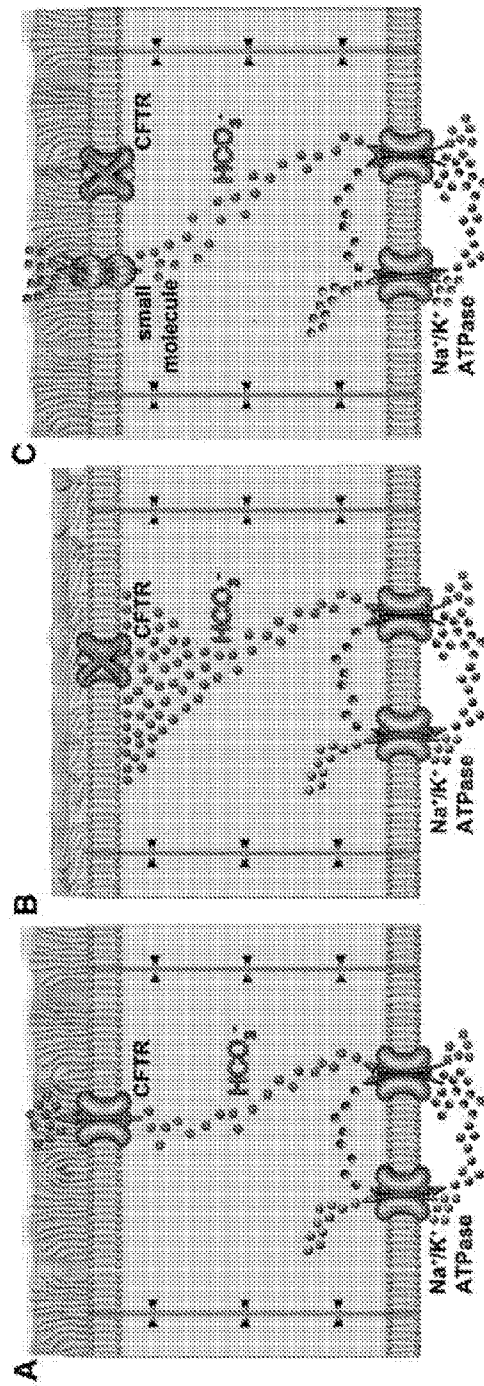 A
CFTR
HCO₃⁻
Na⁺/K⁺
ATPase
B
CFTR
HCO₃⁻
Na⁺/K⁺
ATPase
C
small
molecule
CFTR
HCO₃⁻
Na⁺/K⁺
ATPase